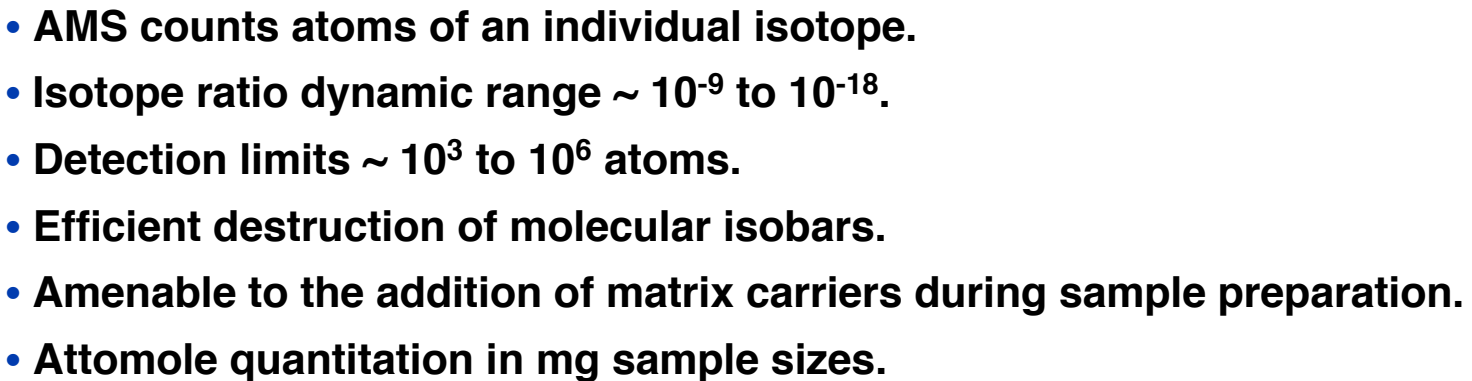 • AMS counts atoms of an individual isotope.
• Isotope ratio dynamic range ~ 10⁻⁹ to 10⁻¹⁸.
• Detection limits ~ 10³ to 10⁶ atoms.
• Efficient destruction of molecular isobars.
• Amenable to the addition of matrix carriers during sample preparation.
• Attomole quantitation in mg sample sizes.